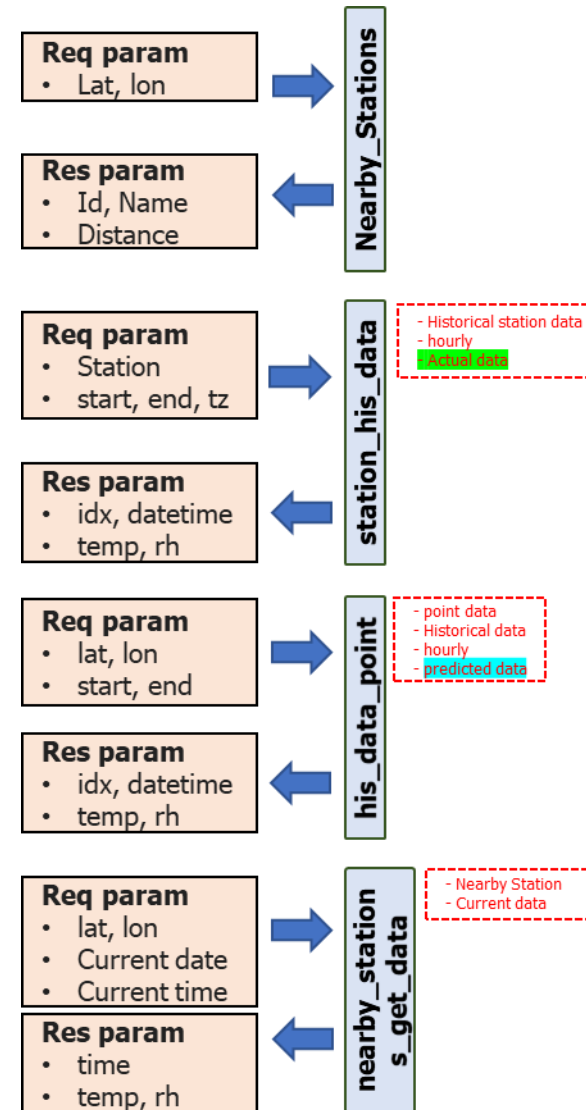 Req param
• Lat, lon
Nearby_Stations
Res param
• Id, Name
• Distance
Req param
• Station
• start, end, tz
station_his_data
- Historical station data
- hourly
- Actual data
Res param
• idx, datetime
• temp, rh
Req param
• lat, lon
• start, end
his_data_point
- point data
- Historical data
- hourly
- predicted data
Res param
• idx, datetime
• temp, rh
Req param
• lat, lon
• Current date
• Current time
nearby_station
s_get_data
- Nearby Station
- Current data
Res param
• time
• temp, rh